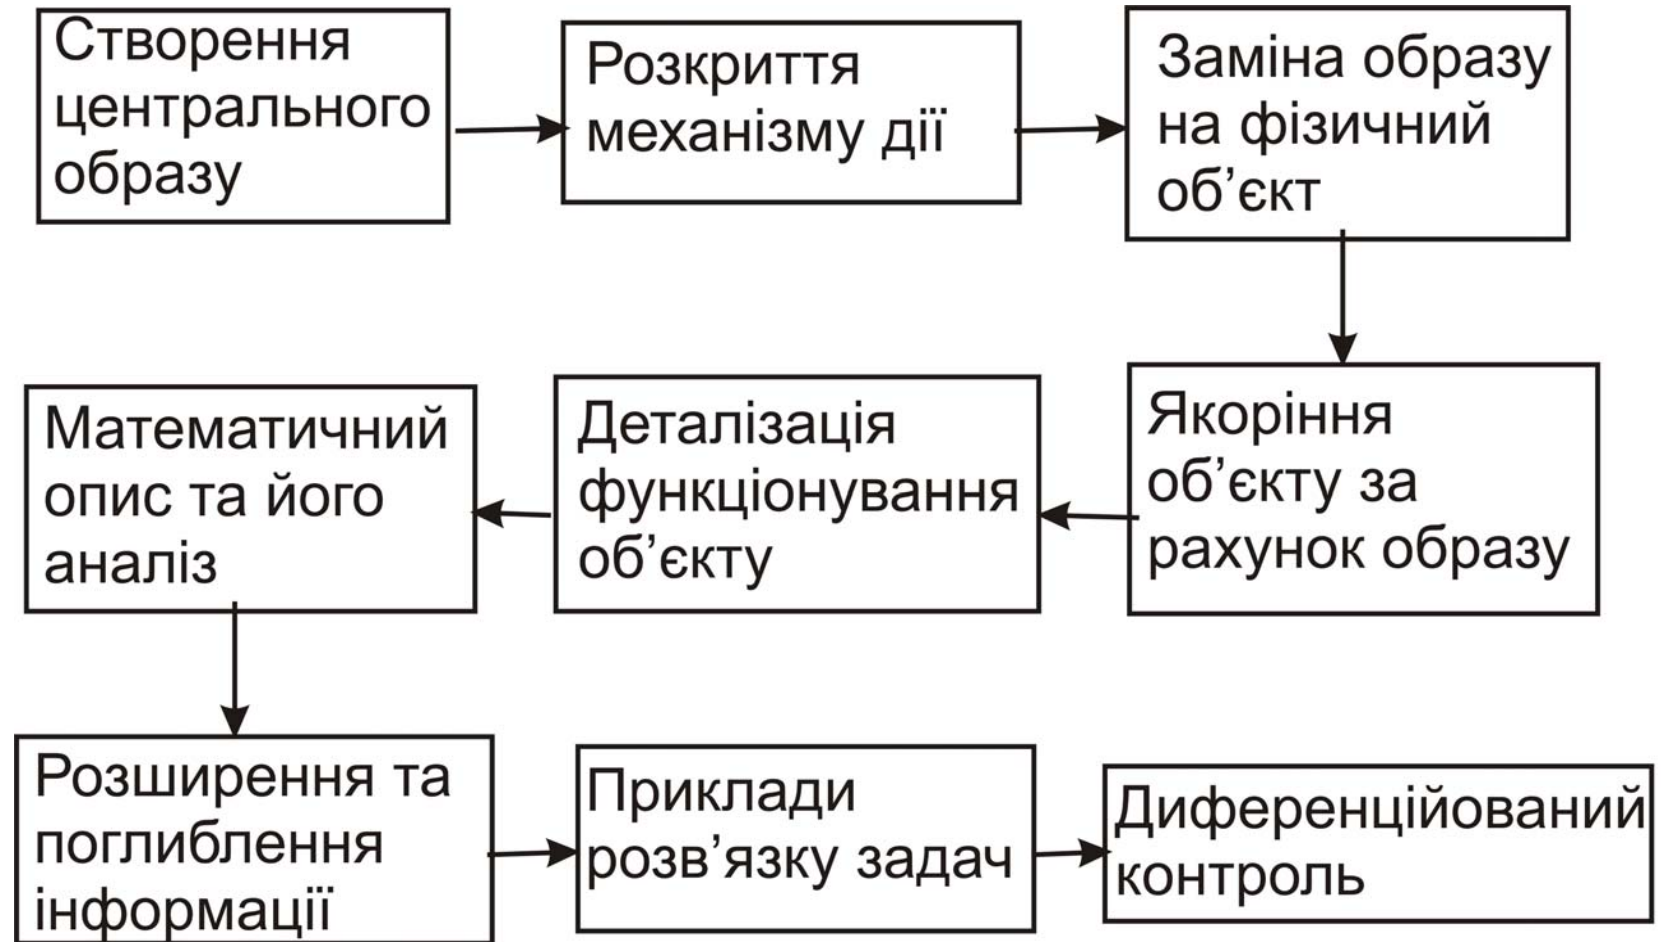 Створення
центрального
образу
Розкриття
механізму дії
Заміна образу
на фізичний
об’єкт
Якоріння
об’єкту за
рахунок образу
Деталізація
функціонування
об’єкту
Математичний
опис та його
аналіз
Розширення та
поглиблення
інформації
Приклади
розв’язку задач
Диференційований
контроль